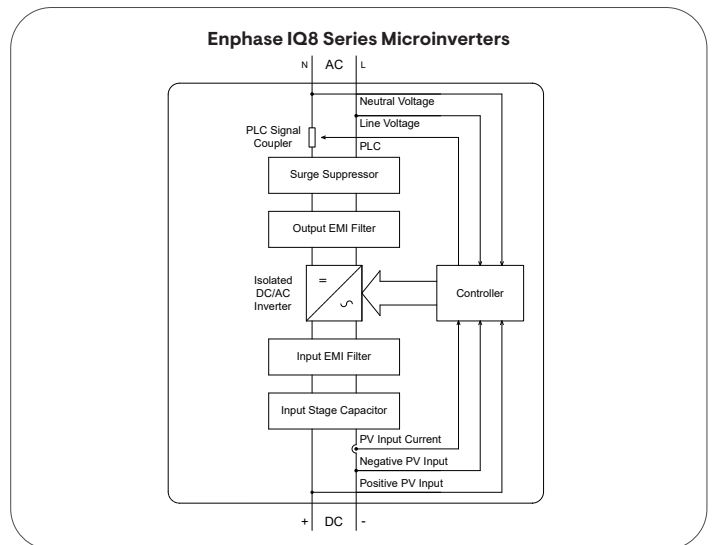 Enphase IQ8 Series Microinverters
N AC L
Neutral Voltage
Line Voltage
PLC Signal
Coupler
PLC
Surge Suppressor
Output EMI Filter
Isolated
DC/AC
Inverter
=
∿
Controller
Input EMI Filter
Input Stage Capacitor
PV Input Current
Negative PV Input
Positive PV Input
+ DC -